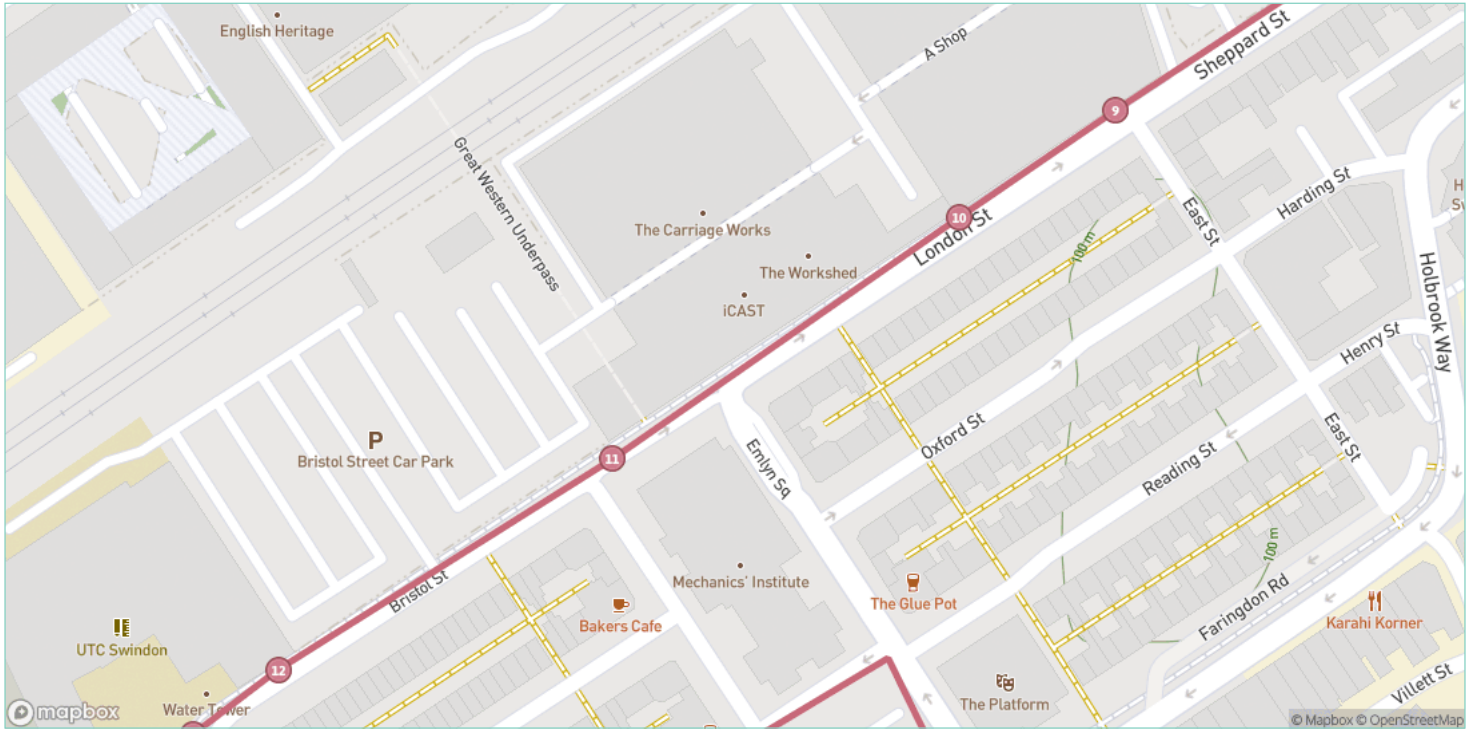 English Heritage
A Shop
Sheppard St
9
Great Western Underpass
Harding St
East St
The Carriage Works
10
London St
100 m
The Workshed
iCAST
Holbrook Way
Henry St
P
Bristol Street Car Park
11
Emlyn Sq
Oxford St
Reading St
East St
100 m
Mechanics' Institute
Bristol St
The Glue Pot
Faringdon Rd
Bakers Cafe
Karahi Korner
UTC Swindon
12
Water Tower
The Platform
Villett St
mapbox
© Mapbox © OpenStreetMap